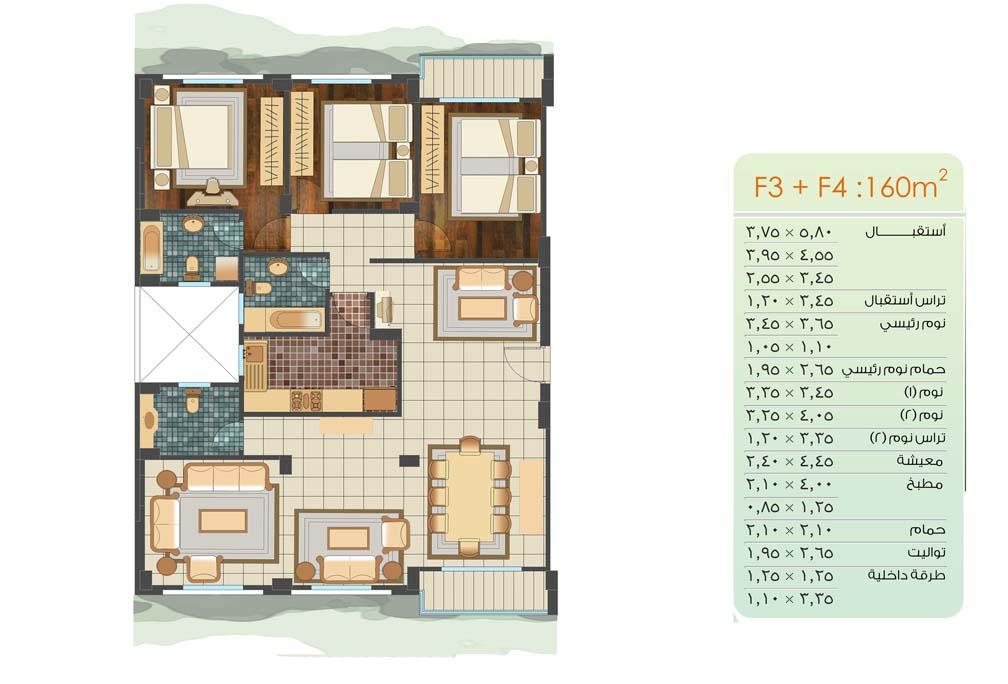 F3 + F4 :160m²
أستقبـــــــــال ٥,٨٠ × ٣,٧٥
٤,٥٥ × ٣,٩٥
٣,٤٥ × ٢,٥٥
تراس أستقبال ٣,٤٥ × ١,٢٠
نوم رئيسي ٣,٦٥ × ٣,٤٥
١,١٠ × ١,٠٥
حمام نوم رئيسي ٢,٦٥ × ١,٩٥
نوم (١) ٣,٤٥ × ٣,٣٥
نوم (٢) ٤,٠٥ × ٣,٢٥
تراس نوم (٢) ٣,٣٥ × ١,٢٠
معيشة ٤,٤٥ × ٢,٤٠
مطبخ ٤,٠٠ × ٢,١٠
١,٢٥ × ٠,٨٥
حمام ٢,١٠ × ٢,١٠
تواليت ٢,٦٥ × ١,٩٥
طرقة داخلية ١,٢٥ × ١,٢٥
٣,٣٥ × ١,١٠